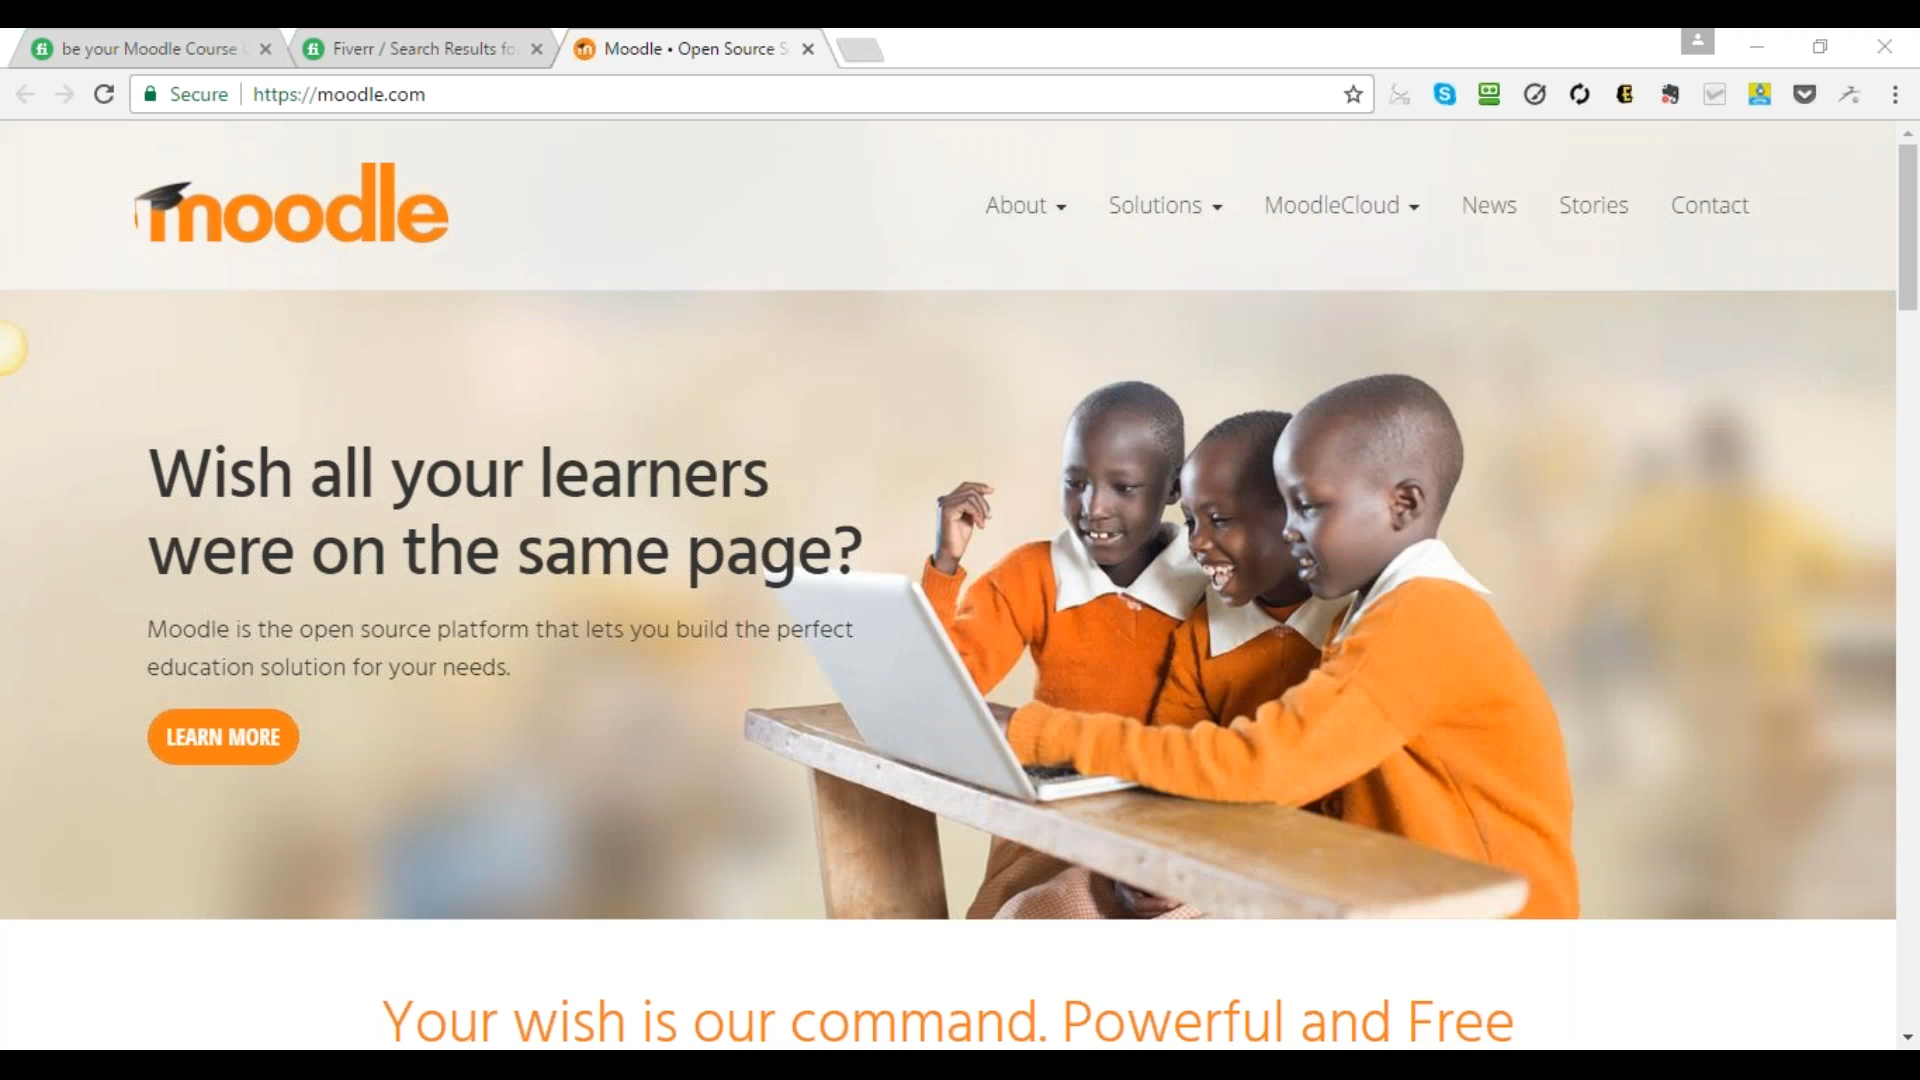 be your Moodle Course
Fiverr / Search Results fo
Moodle • Open Source S
Secure
https://moodle.com
moodle
About
Solutions
MoodleCloud
News
Stories
Contact
Wish all your learners
were on the same page?
Moodle is the open source platform that lets you build the perfect
education solution for your needs.
LEARN MORE
Your wish is our command. Powerful and Free